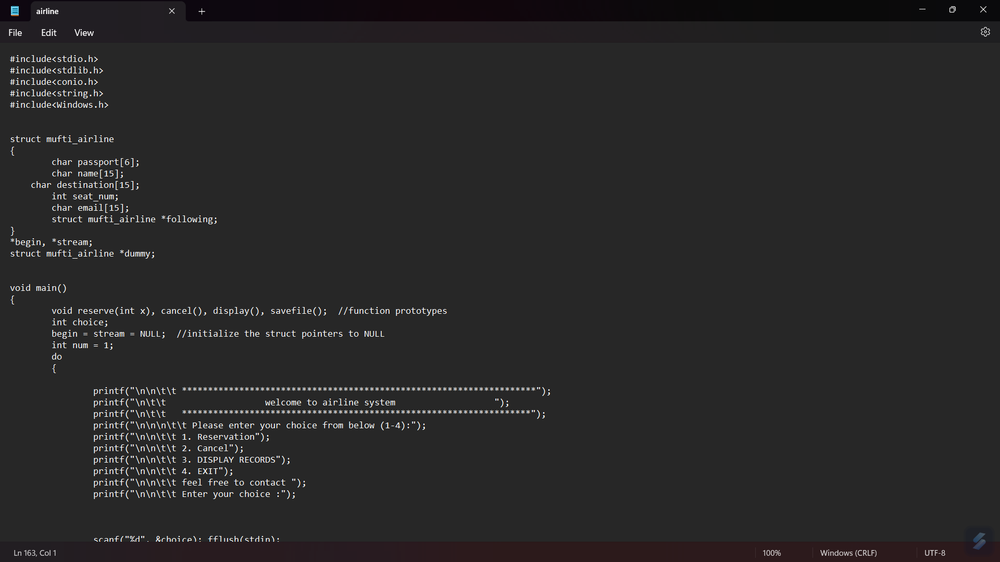 airline
File Edit View
#include<stdio.h>
#include<stdlib.h>
#include<conio.h>
#include<string.h>
#include<Windows.h>
struct mufti_airline
{
char passport[6];
char name[15];
char destination[15];
int seat_num;
char email[15];
struct mufti_airline *following;
}
*begin, *stream;
struct mufti_airline *dummy;
void main()
{
void reserve(int x), cancel(), display(), savefile();  //function prototypes
int choice;
begin = stream = NULL;  //initialize the struct pointers to NULL
int num = 1;
do
{
printf("\n\n\t\t ********************************************************************");
printf("\n\t\t                   welcome to airline system                   ");
printf("\n\t\t   *******************************************************************");
printf("\n\n\n\t\t Please enter your choice from below (1-4):");
printf("\n\n\t\t 1. Reservation");
printf("\n\n\t\t 2. Cancel");
printf("\n\n\t\t 3. DISPLAY RECORDS");
printf("\n\n\t\t 4. EXIT");
printf("\n\n\t\t feel free to contact ");
printf("\n\n\t\t Enter your choice :");
scanf("%d", &choice); fflush(stdin);
Ln 163, Col 1 100% Windows (CRLF) UTF-8